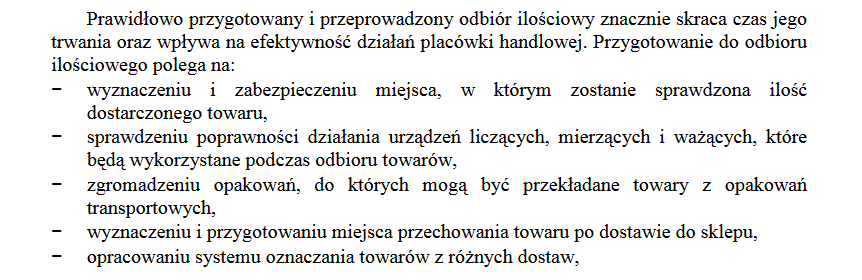 Prawidłowo przygotowany i przeprowadzony odbiór ilościowy znacznie skraca czas jego
trwania oraz wpływa na efektywność działań placówki handlowej. Przygotowanie do odbioru
ilościowego polega na:
− wyznaczeniu i zabezpieczeniu miejsca, w którym zostanie sprawdzona ilość
dostarczonego towaru,
− sprawdzeniu poprawności działania urządzeń liczących, mierzących i ważących, które
będą wykorzystane podczas odbioru towarów,
− zgromadzeniu opakowań, do których mogą być przekładane towary z opakowań
transportowych,
− wyznaczeniu i przygotowaniu miejsca przechowania towaru po dostawie do sklepu,
− opracowaniu systemu oznaczania towarów z różnych dostaw,